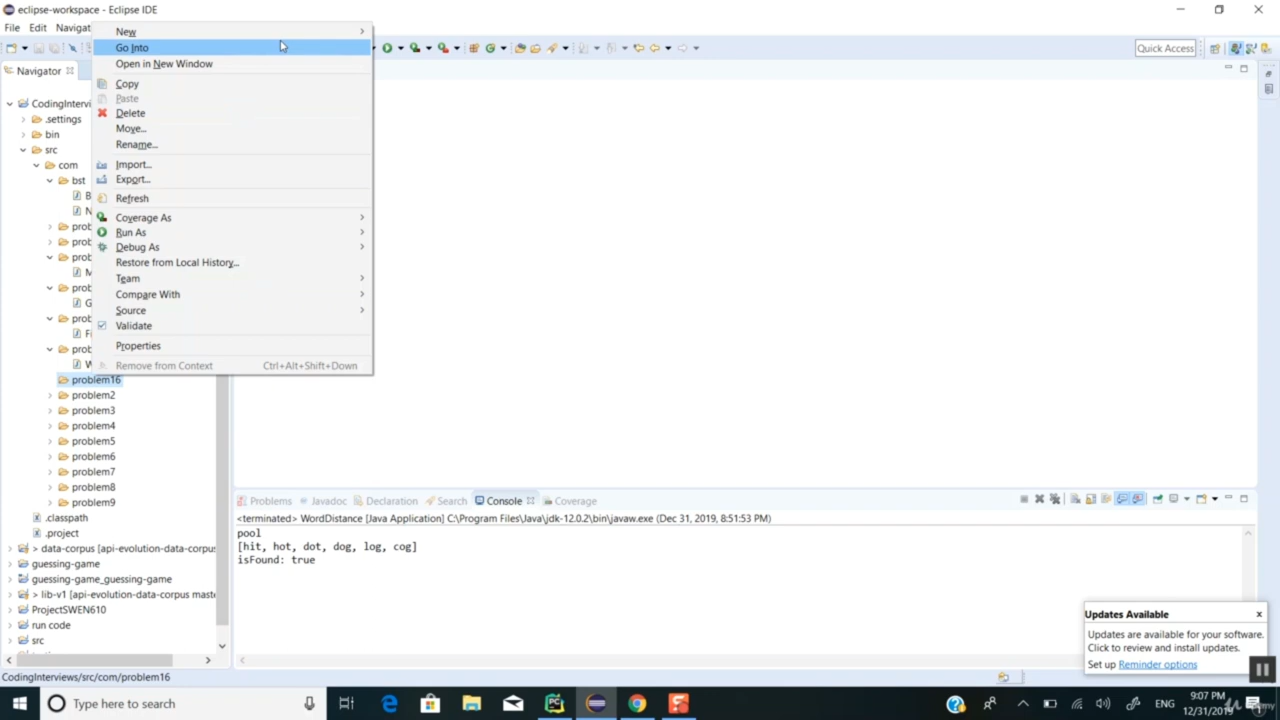 eclipse-workspace - Eclipse IDE
File Edit Navigat
Quick Access
Navigator
New
Go Into
Open in New Window
Copy
Paste
Delete
Move...
Rename...
Import...
Export...
Refresh
Coverage As
Run As
Debug As
Restore from Local History...
Team
Compare With
Source
Validate
Properties
Remove from Context Ctrl+Alt+Shift+Down
CodingIntervi
.settings
bin
src
com
bst
B
N
prob
prob
prob
M
prob
G
prob
Fi
prob
W
problem16
problem2
problem3
problem4
problem5
problem6
problem7
problem8
problem9
.classpath
.project
> data-corpus [api-evolution-data-corpus
guessing-game
guessing-game_guessing-game
> lib-v1 [api-evolution-data-corpus mast
ProjectSWEN610
run code
src
Problems Javadoc Declaration Search Console Coverage
<terminated> WordDistance [Java Application] C:\Program Files\Java\jdk-12.0.2\bin\javaw.exe (Dec 31, 2019, 8:51:53 PM)
pool
[hit, hot, dot, dog, log, cog]
isFound: true
Updates Available x
Updates are available for your software.
Click to review and install updates.
Set up Reminder options
CodingInterviews/src/com/problem16
Type here to search
ENG
9:07 PM
12/31/2019